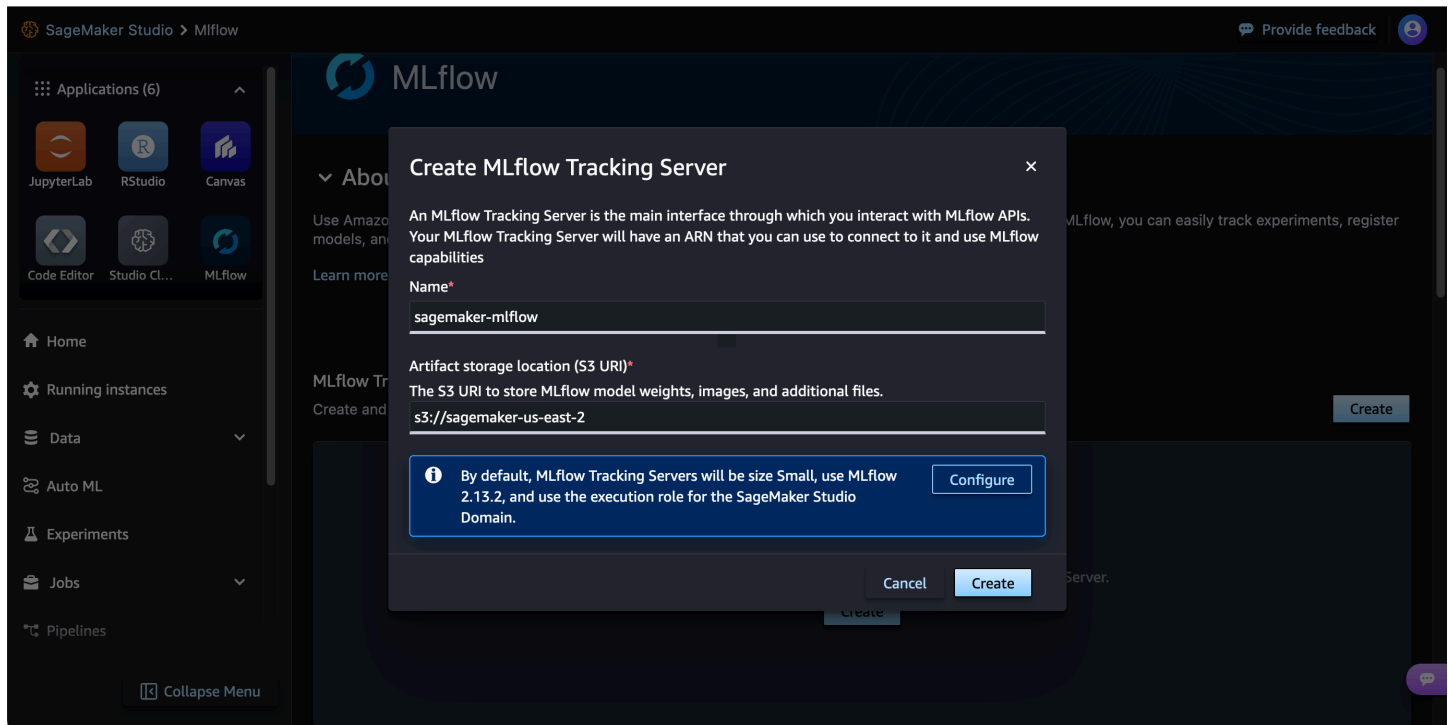 SageMaker Studio > Mlflow
Provide feedback
Applications (6)
JupyterLab
RStudio
Canvas
Code Editor
Studio Cl...
MLflow
Home
Running instances
Data
Auto ML
Experiments
Jobs
Pipelines
Collapse Menu
MLflow
Abou
Use Amazo
MLflow, you can easily track experiments, register
models, an
Learn more
MLflow Tr
Create and
Create
Server.
Create
Create MLflow Tracking Server
An MLflow Tracking Server is the main interface through which you interact with MLflow APIs.
Your MLflow Tracking Server will have an ARN that you can use to connect to it and use MLflow
capabilities
Name*
sagemaker-mlflow
Artifact storage location (S3 URI)*
The S3 URI to store MLflow model weights, images, and additional files.
s3://sagemaker-us-east-2
By default, MLflow Tracking Servers will be size Small, use MLflow
2.13.2, and use the execution role for the SageMaker Studio
Domain.
Configure
Cancel
Create